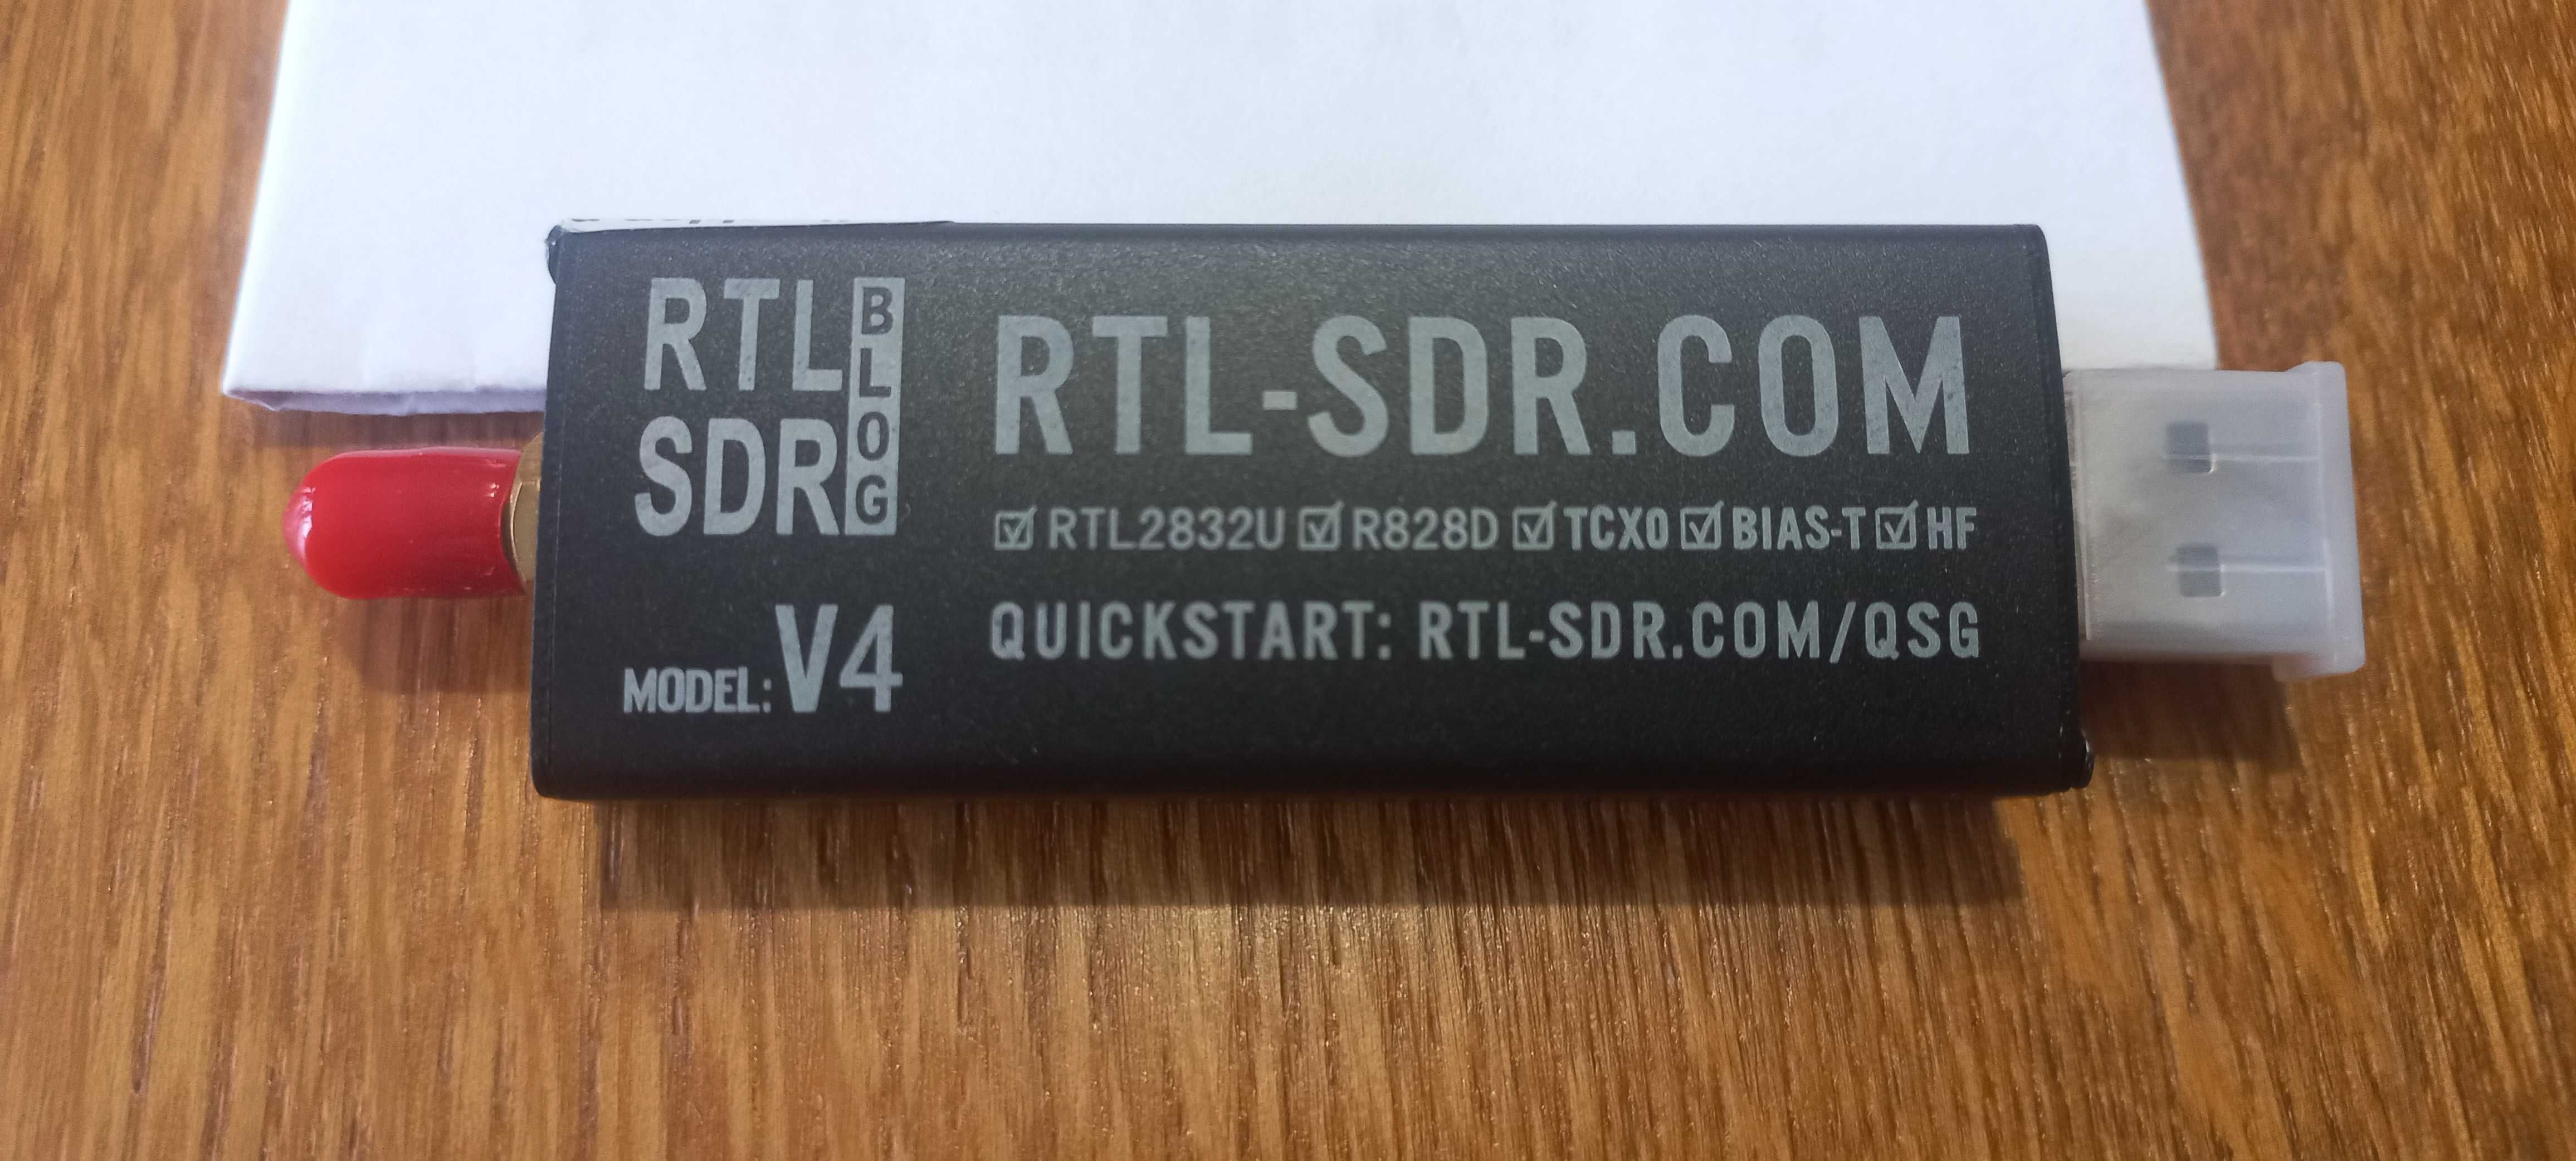 RTL
SDR
BLOG
MODEL: V4
RTL-SDR.COM
RTL2832U R828D TCXO BIAS-T HF
QUICKSTART: RTL-SDR.COM/QSG